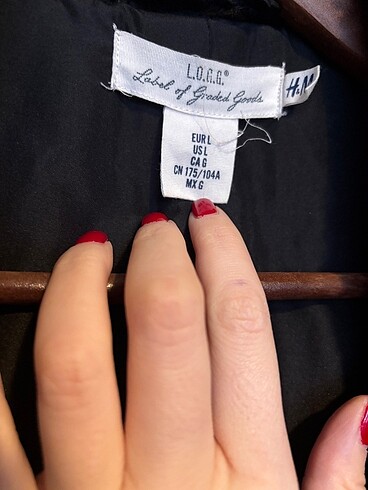 L.O.G.G.®
Label of Graded Goods
H&M
EUR L
US L
CA G
CN 175/104A
MX G